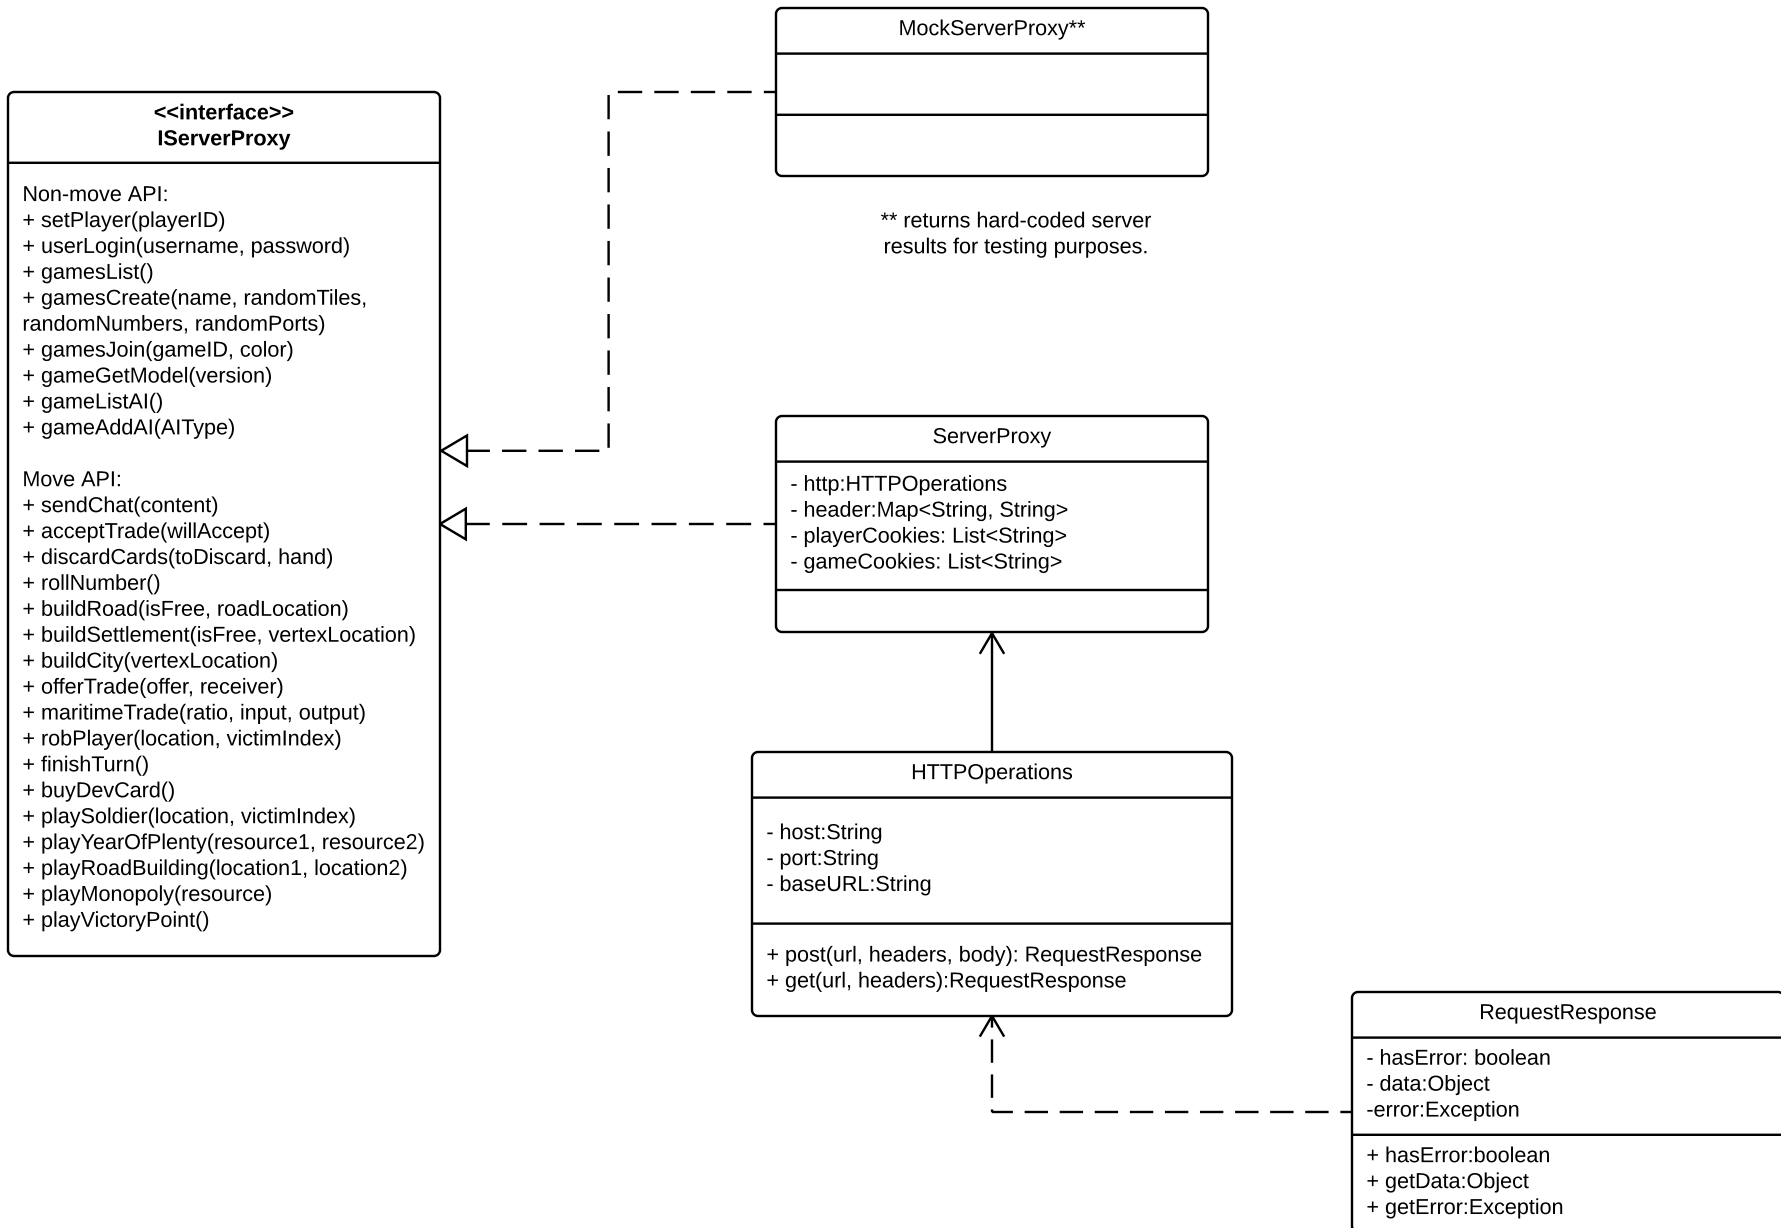 <<interface>>
IServerProxy
Non-move API:
+ setPlayer(playerID)
+ userLogin(username, password)
+ gamesList()
+ gamesCreate(name, randomTiles,
randomNumbers, randomPorts)
+ gamesJoin(gameID, color)
+ gameGetModel(version)
+ gameListAI()
+ gameAddAI(AIType)
Move API:
+ sendChat(content)
+ acceptTrade(willAccept)
+ discardCards(toDiscard, hand)
+ rollNumber()
+ buildRoad(isFree, roadLocation)
+ buildSettlement(isFree, vertexLocation)
+ buildCity(vertexLocation)
+ offerTrade(offer, receiver)
+ maritimeTrade(ratio, input, output)
+ robPlayer(location, victimIndex)
+ finishTurn()
+ buyDevCard()
+ playSoldier(location, victimIndex)
+ playYearOfPlenty(resource1, resource2)
+ playRoadBuilding(location1, location2)
+ playMonopoly(resource)
+ playVictoryPoint()
MockServerProxy**
** returns hard-coded server
results for testing purposes.
ServerProxy
- http:HTTPOperations
- header:Map<String, String>
- playerCookies: List<String>
- gameCookies: List<String>
HTTPOperations
- host:String
- port:String
- baseURL:String
+ post(url, headers, body): RequestResponse
+ get(url, headers):RequestResponse
RequestResponse
- hasError: boolean
- data:Object
-error:Exception
+ hasError:boolean
+ getData:Object
+ getError:Exception